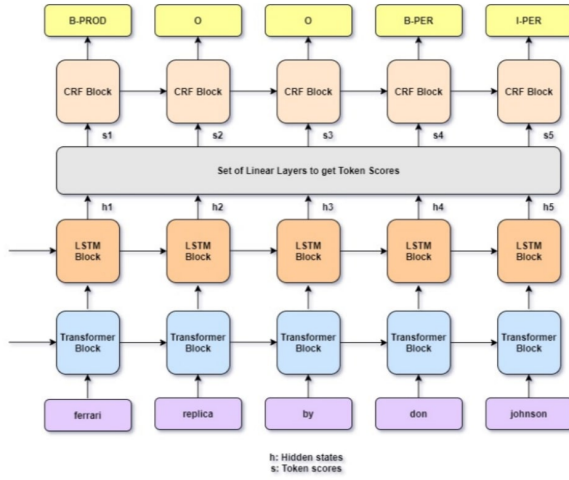 B-PROD O O B-PER I-PER
CRF Block CRF Block CRF Block CRF Block CRF Block
s1 s2 s3 s4 s5
Set of Linear Layers to get Token Scores
h1 h2 h3 h4 h5
LSTM LSTM LSTM LSTM LSTM
Block Block Block Block Block
Transformer Transformer Transformer Transformer Transformer
Block Block Block Block Block
ferrari replica by don johnson
h: Hidden states
s: Token scores